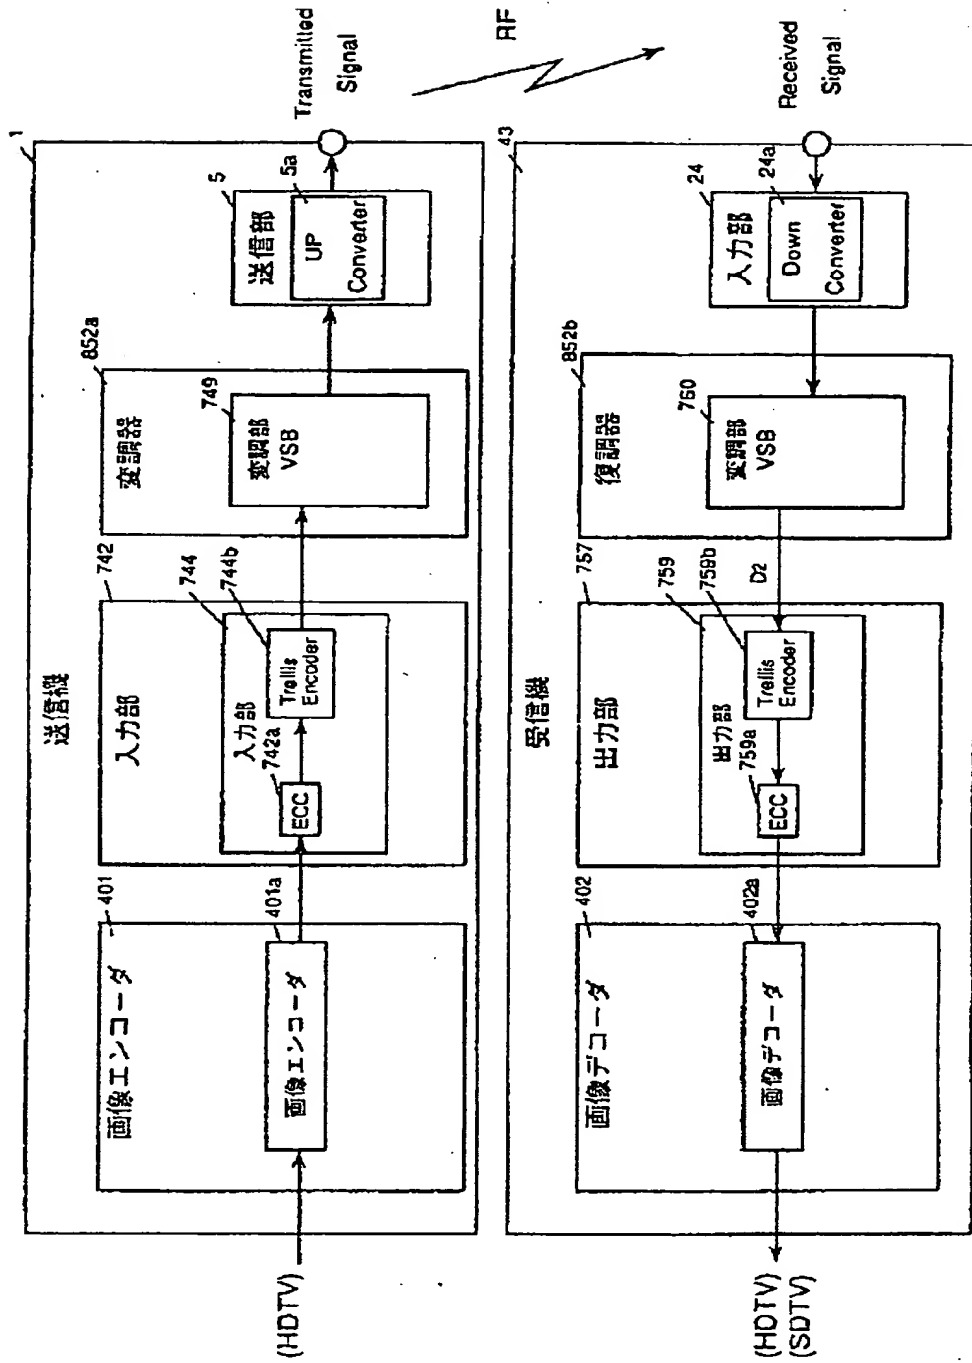 送信機
1
(HDTV)
画像エンコーダ
401
画像エンコーダ
401a
入力部
742
入力部
744
742a
ECC
744b
Trellis
Encoder
変調器
852a
749
変調部
VSB
送信部
5
5a
UP
Converter
Transmitted
Signal
RF
受信機
43
(HDTV)
(SDTV)
画像デコーダ
402
画像デコーダ
402a
出力部
757
出力部
759
759a
ECC
759b
Trellis
Encoder
D2
復調器
852b
760
変調部
VSB
入力部
24
24a
Down
Converter
Received
Signal